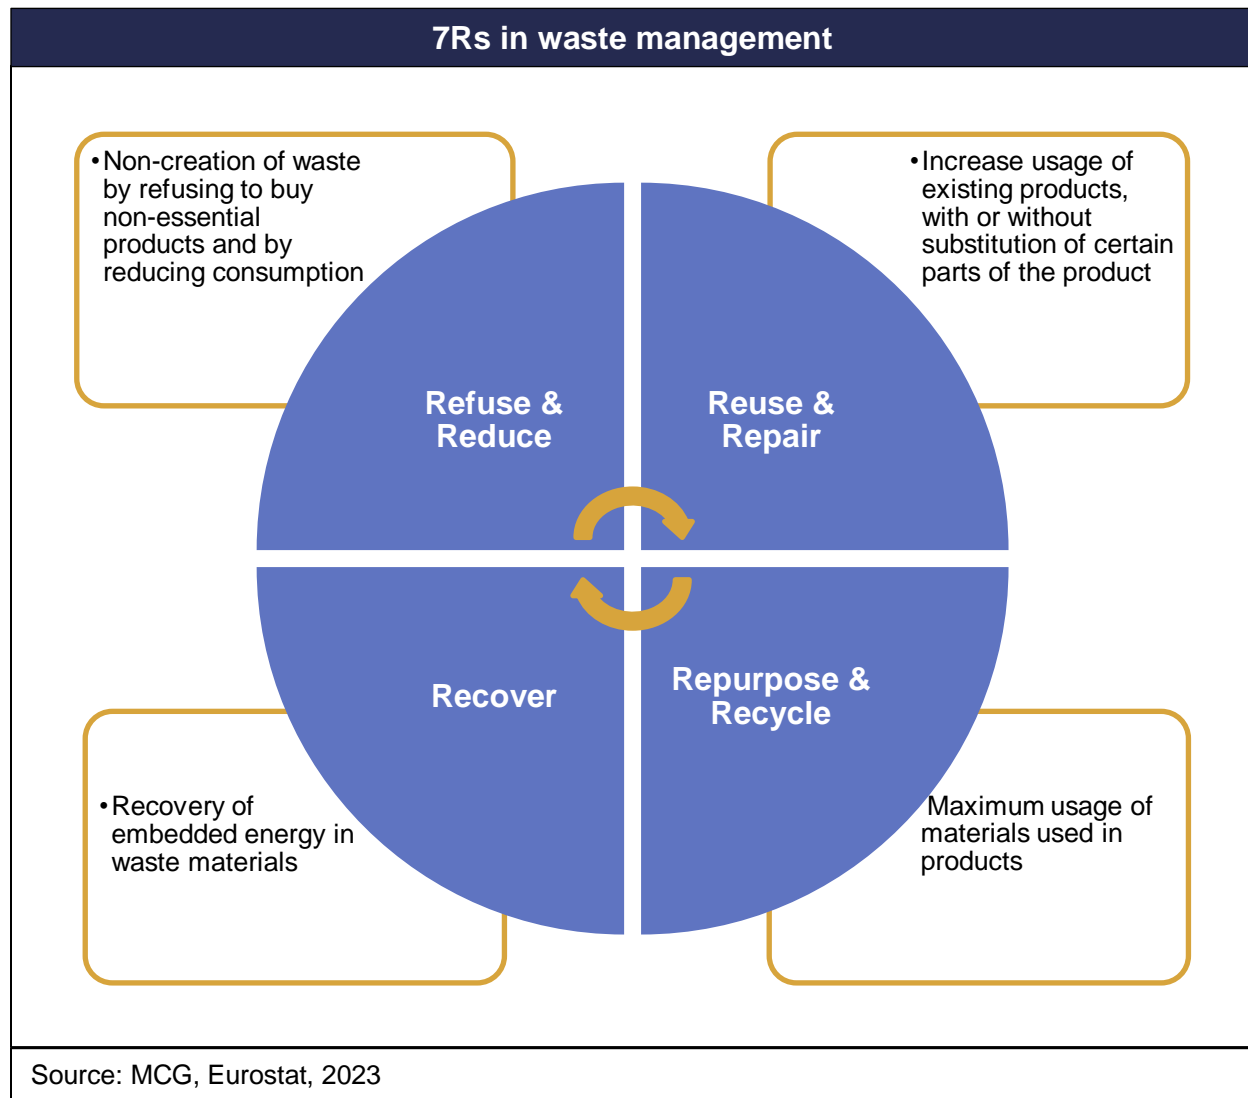 7Rs in waste management
•Non-creation of waste
by refusing to buy
non-essential
products and by
reducing consumption
•Increase usage of
existing products,
with or without
substitution of certain
parts of the product
Refuse &
Reduce
Reuse &
Repair
Recover
Repurpose &
Recycle
•Recovery of
embedded energy in
waste materials
Maximum usage of
materials used in
products
Source: MCG, Eurostat, 2023